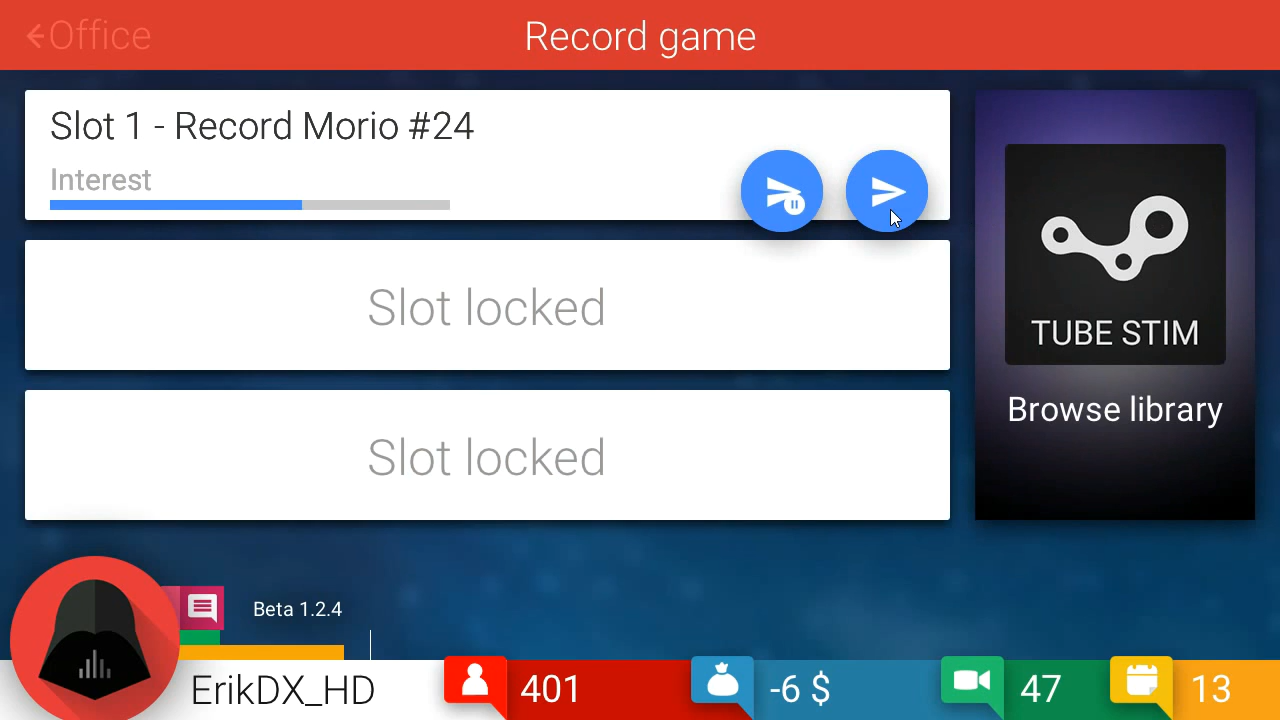 Office
Record game
Slot 1 - Record Morio #24
Interest
Slot locked
Slot locked
TUBE STIM
Browse library
Beta 1.2.4
ErikDX_HD
401
-6 $
47
13